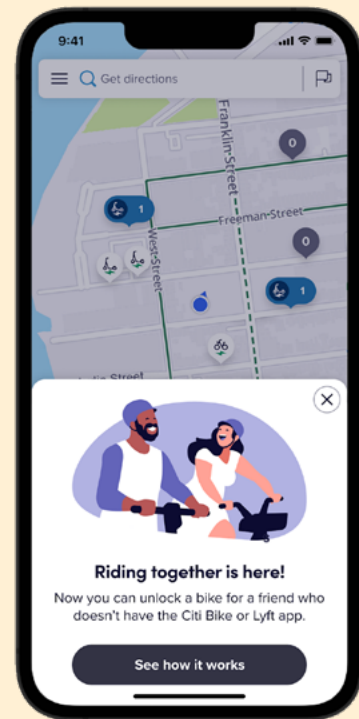 9:41
Get directions
Franklin Street
0
1
Freeman Street
West Street
0
1
Street
Riding together is here!
Now you can unlock a bike for a friend who
doesn't have the Citi Bike or Lyft app.
See how it works